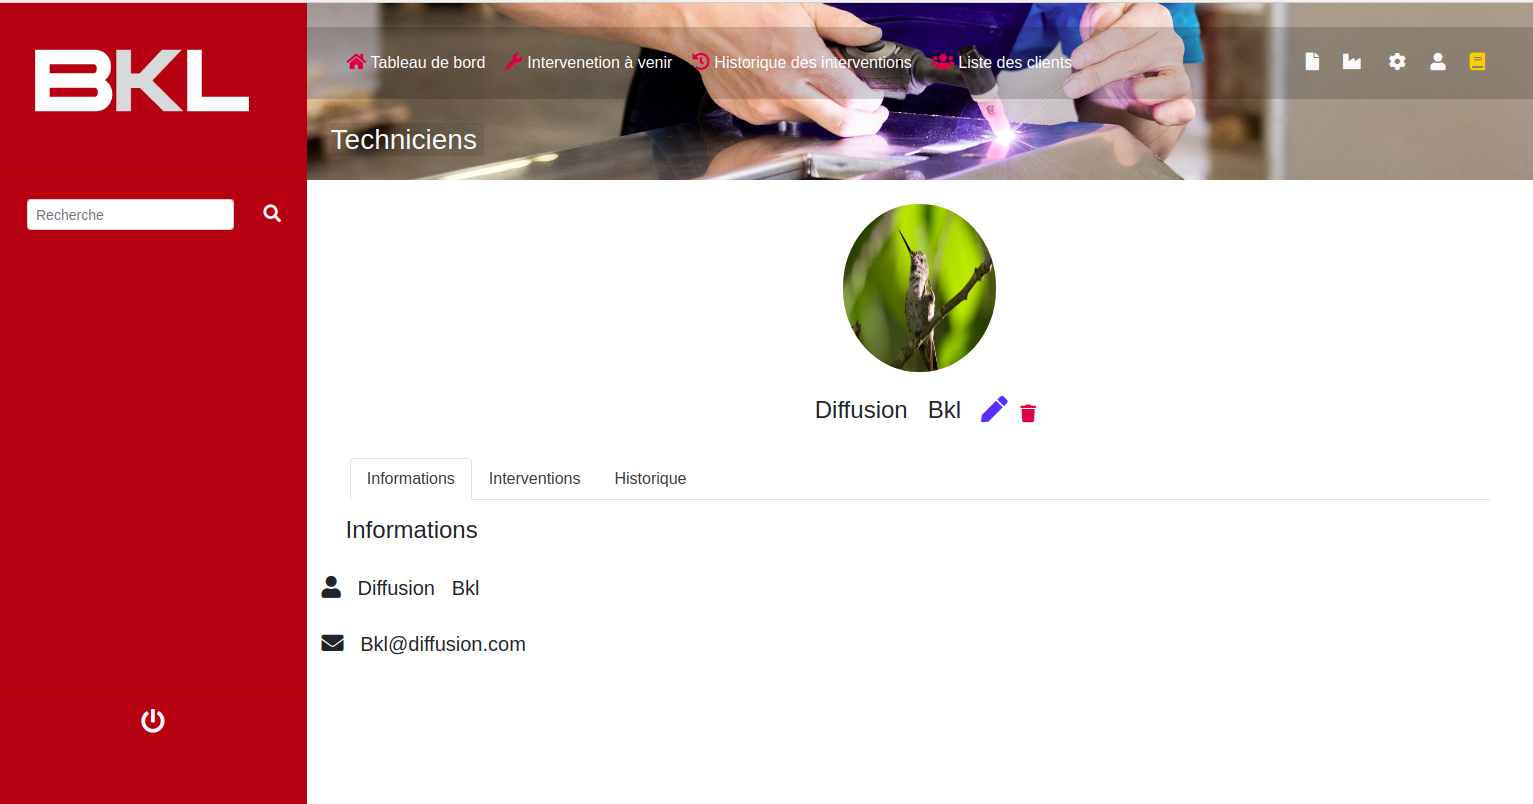 BKL
Tableau de bord Intervenetion à venir Historique des interventions Liste des clients
Techniciens
Recherche
Diffusion Bkl
Informations Interventions Historique
Informations
Diffusion Bkl
Bkl@diffusion.com